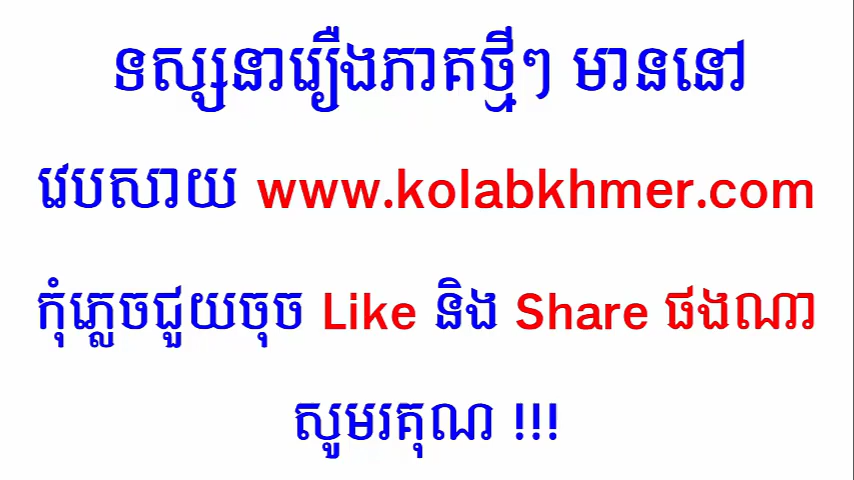 ទស្សនារឿងភាគថ្មីៗ មាននៅ
វេបសាយ www.kolabkhmer.com
កុំភ្លេចជួយចុច Like និង Share ផងណា
សូមរគុណ !!!